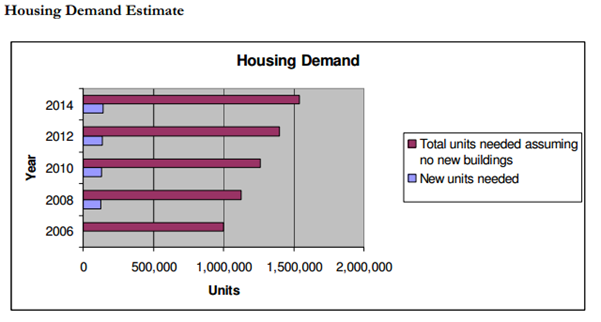 Housing Demand Estimate
Housing Demand
2014
2012
2010
2008
2006
Year
0 500,000 1,000,000 1,500,000 2,000,000
Units
Total units needed assuming
no new buildings
New units needed